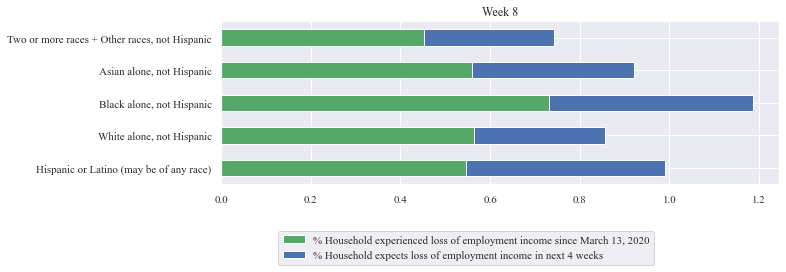 Week 8
Two or more races + Other races, not Hispanic
Asian alone, not Hispanic
Black alone, not Hispanic
White alone, not Hispanic
Hispanic or Latino (may be of any race)
0.0 0.2 0.4 0.6 0.8 1.0 1.2
% Household experienced loss of employment income since March 13, 2020
% Household expects loss of employment income in next 4 weeks